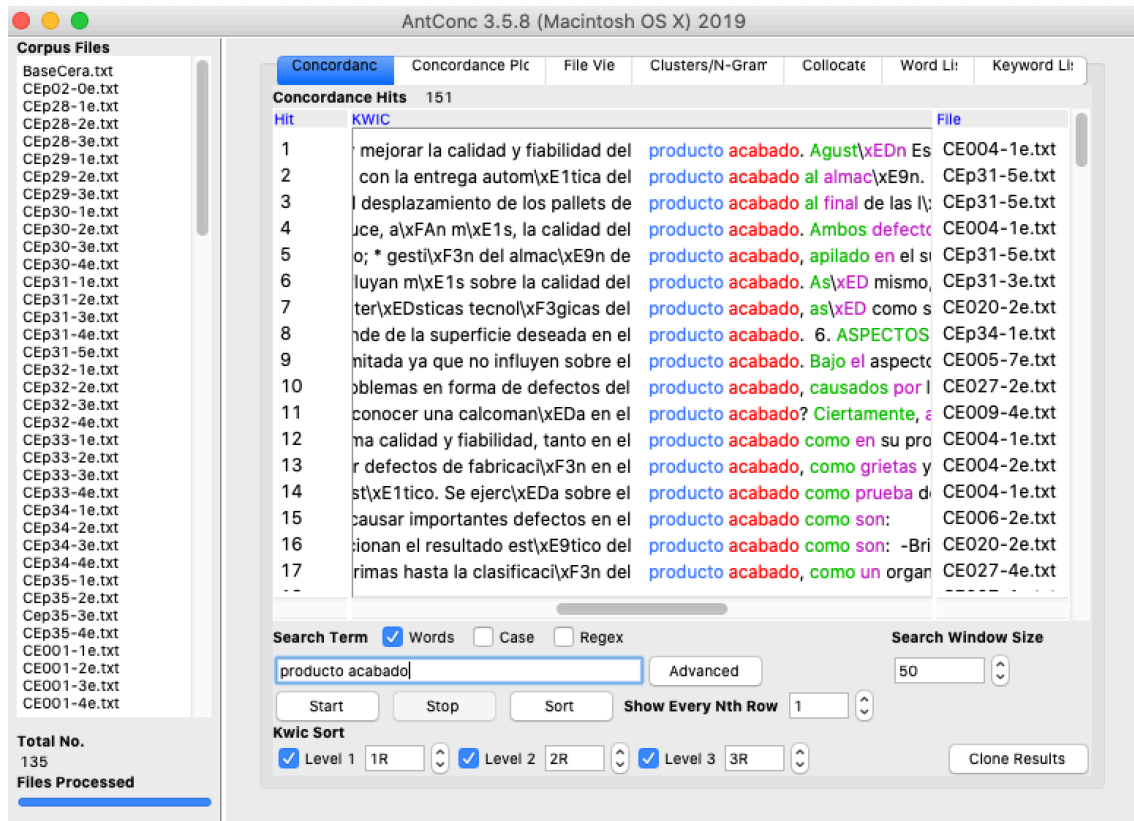 AntConc 3.5.8 (Macintosh OS X) 2019
Corpus Files
BaseCera.txt
CEp02-0e.txt
CEp28-1e.txt
CEp28-2e.txt
CEp28-3e.txt
CEp29-1e.txt
CEp29-2e.txt
CEp29-3e.txt
CEp30-1e.txt
CEp30-2e.txt
CEp30-3e.txt
CEp30-4e.txt
CEp31-1e.txt
CEp31-2e.txt
CEp31-3e.txt
CEp31-4e.txt
CEp31-5e.txt
CEp32-1e.txt
CEp32-2e.txt
CEp32-3e.txt
CEp32-4e.txt
CEp33-1e.txt
CEp33-2e.txt
CEp33-3e.txt
CEp33-4e.txt
CEp34-1e.txt
CEp34-2e.txt
CEp34-3e.txt
CEp34-4e.txt
CEp35-1e.txt
CEp35-2e.txt
Cep35-3e.txt
CEp35-4e.txt
CE001-1e.txt
CE001-2e.txt
CE001-3e.txt
CE001-4e.txt
Total No.
135
Files Processed
Concordanc Concordance Plc File Vie Clusters/N-Gram Collocate Word Li: Keyword Li:
Concordance Hits 151
Hit KWIC File
1 mejorar la calidad y fiabilidad del producto acabado. Agust\xEDn Es CE004-1e.txt
2 con la entrega autom\xE1tica del producto acabado al almac\xE9n. CEp31-5e.txt
3 l desplazamiento de los pallets de producto acabado al final de las l\ CEp31-5e.txt
4 uce, a\xFAn m\xE1s, la calidad del producto acabado. Ambos defecto CE004-1e.txt
5 o; * gesti\xF3n del almac\xE9n de producto acabado, apilado en el su CEp31-5e.txt
6 luyan m\xE1s sobre la calidad del producto acabado. As\xED mismo, CEp31-3e.txt
7 ter\xEDsticas tecnol\xF3gicas del producto acabado, as\xED como s CE020-2e.txt
8 nde de la superficie deseada en el producto acabado. 6. ASPECTOS CEp34-1e.txt
9 mitada ya que no influyen sobre el producto acabado. Bajo el aspecto CE005-7e.txt
10 oblemas en forma de defectos del producto acabado, causados por l CE027-2e.txt
11 conocer una calcoman\xEDa en el producto acabado? Ciertamente, a CE009-4e.txt
12 ma calidad y fiabilidad, tanto en el producto acabado como en su pro CE004-1e.txt
13 r defectos de fabricaci\xF3n en el producto acabado, como grietas y CE004-2e.txt
14 st\xE1tico. Se ejerc\xEDa sobre el producto acabado como prueba d CE004-1e.txt
15 causar importantes defectos en el producto acabado como son: CE006-2e.txt
16 cionan el resultado est\xE9tico del producto acabado como son: -Bri CE020-2e.txt
17 rimas hasta la clasificaci\xF3n del producto acabado, como un organ CE027-4e.txt
Search Term Words Case Regex Search Window Size
producto acabado Advanced 50
Start Stop Sort Show Every Nth Row 1
Kwic Sort
Level 1 1R Level 2 2R Level 3 3R Clone Results